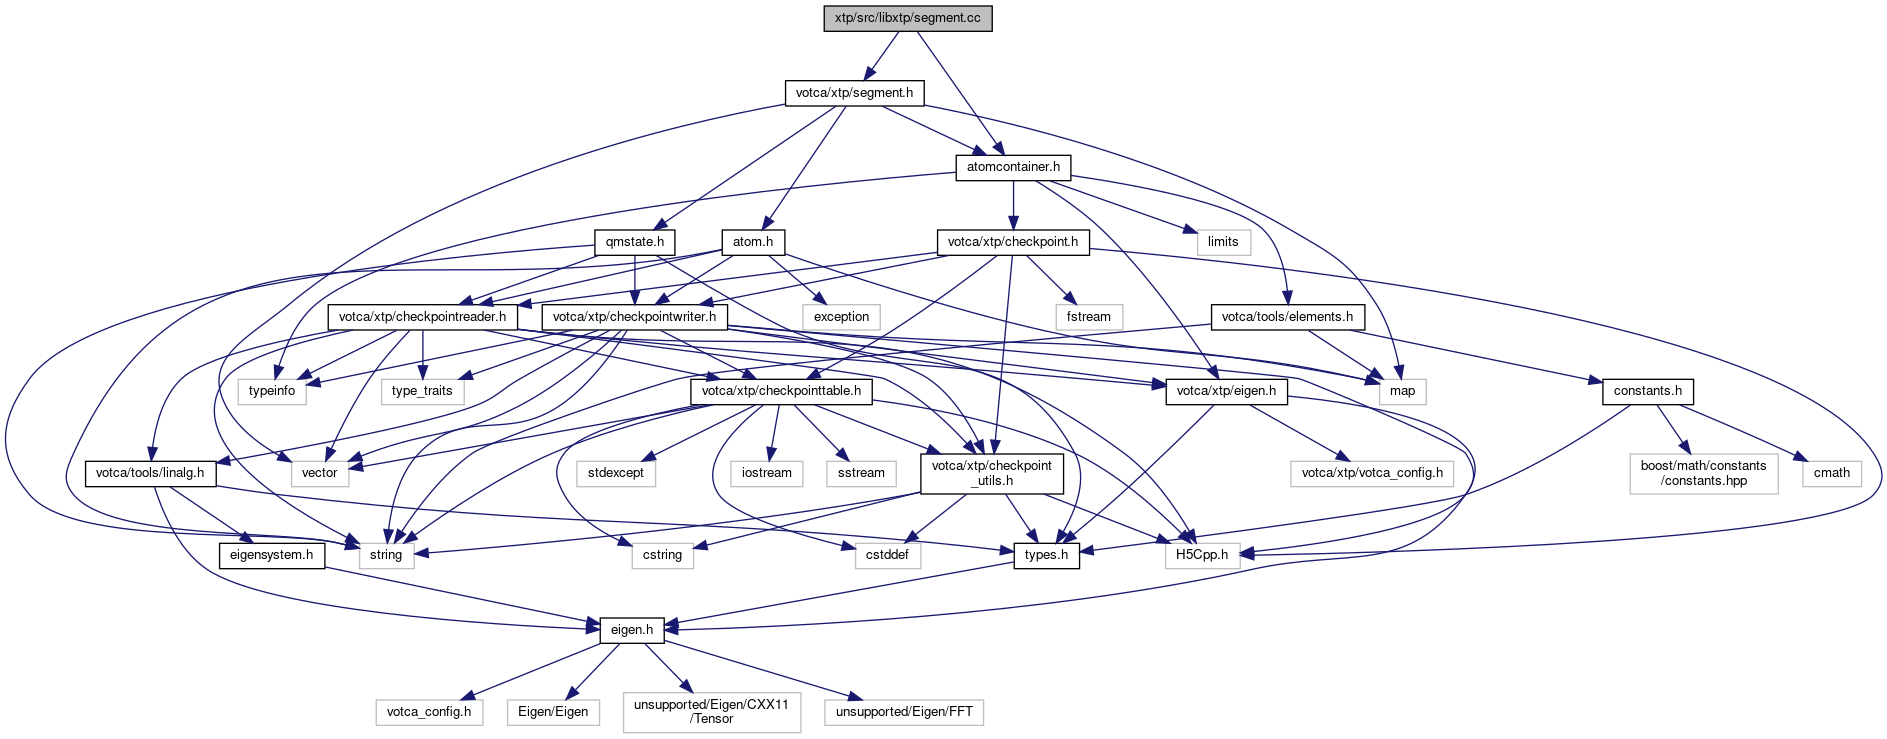 xtp/src/libxtp/segment.cc
votca/xtp/segment.h
atomcontainer.h
qmstate.h
atom.h
votca/xtp/checkpoint.h
limits
votca/xtp/checkpointreader.h
votca/xtp/checkpointwriter.h
exception
fstream
votca/tools/elements.h
typeinfo
type_traits
votca/xtp/checkpointtable.h
votca/xtp/eigen.h
map
constants.h
votca/tools/linalg.h
vector
stdexcept
iostream
sstream
votca/xtp/checkpoint
_utils.h
votca/xtp/votca_config.h
boost/math/constants
/constants.hpp
cmath
eigensystem.h
string
cstring
cstddef
types.h
H5Cpp.h
eigen.h
votca_config.h
Eigen/Eigen
unsupported/Eigen/CXX11
/Tensor
unsupported/Eigen/FFT